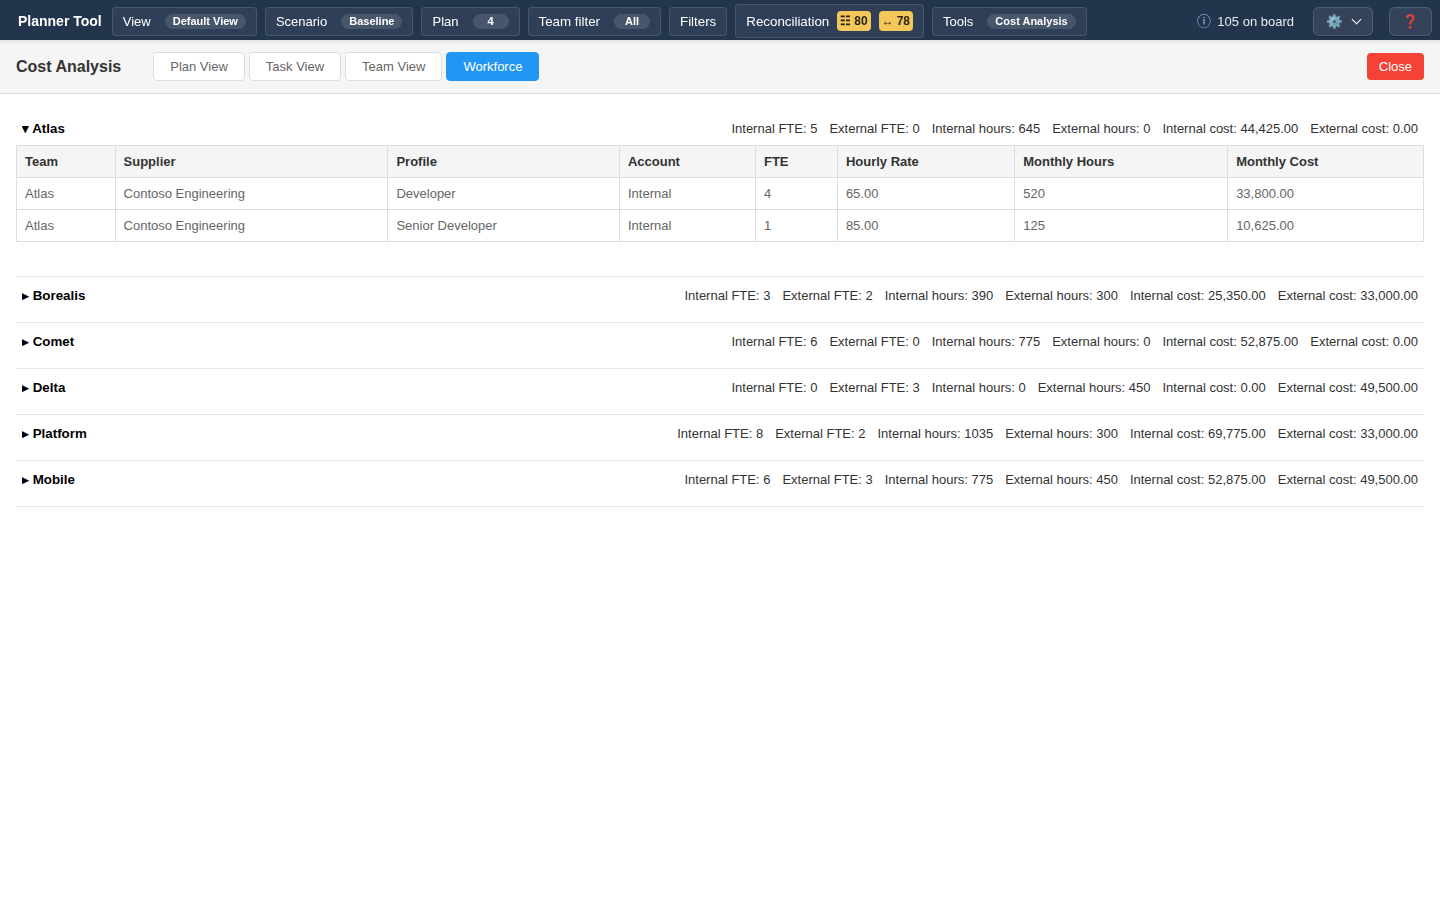 Planner Tool View Default View Scenario Baseline Plan 4 Team filter All Filters Reconciliation ☷ 80 ↔ 78 Tools Cost Analysis ⓘ 105 on board ⚙️ ❓
Cost Analysis Plan View Task View Team View Workforce Close
▾ Atlas Internal FTE: 5 External FTE: 0 Internal hours: 645 External hours: 0 Internal cost: 44,425.00 External cost: 0.00
Team Supplier Profile Account FTE Hourly Rate Monthly Hours Monthly Cost
Atlas Contoso Engineering Developer Internal 4 65.00 520 33,800.00
Atlas Contoso Engineering Senior Developer Internal 1 85.00 125 10,625.00
▸ Borealis Internal FTE: 3 External FTE: 2 Internal hours: 390 External hours: 300 Internal cost: 25,350.00 External cost: 33,000.00
▸ Comet Internal FTE: 6 External FTE: 0 Internal hours: 775 External hours: 0 Internal cost: 52,875.00 External cost: 0.00
▸ Delta Internal FTE: 0 External FTE: 3 Internal hours: 0 External hours: 450 Internal cost: 0.00 External cost: 49,500.00
▸ Platform Internal FTE: 8 External FTE: 2 Internal hours: 1035 External hours: 300 Internal cost: 69,775.00 External cost: 33,000.00
▸ Mobile Internal FTE: 6 External FTE: 3 Internal hours: 775 External hours: 450 Internal cost: 52,875.00 External cost: 49,500.00